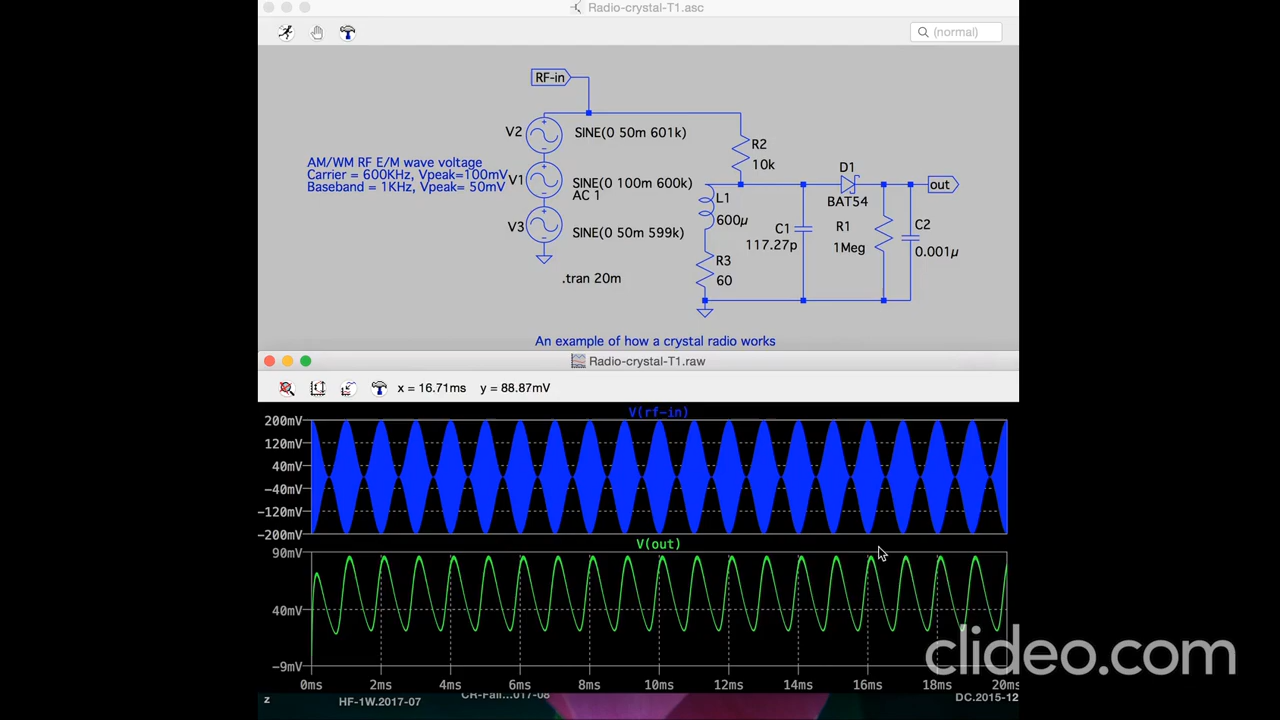 Radio-crystal-T1.asc
(normal)
RF-in
V2
SINE(0 50m 601k)
R2
10k
AM/WM RF E/M wave voltage
Carrier = 600KHz, Vpeak=100mV
Baseband = 1KHz, Vpeak= 50mV
V1
SINE(0 100m 600k)
AC 1
D1
BAT54
out
L1
600µ
V3
SINE(0 50m 599k)
C1
117.27p
R1
1Meg
C2
0.001µ
R3
60
.tran 20m
An example of how a crystal radio works
Radio-crystal-T1.raw
x = 16.71ms y = 88.87mV
V(rf-in)
200mV
120mV
40mV
-40mV
-120mV
-200mV
V(out)
90mV
40mV
-9mV
0ms 2ms 4ms 6ms 8ms 10ms 12ms 14ms 16ms 18ms 20ms
clideo.com
z
HF-1W.2017-07
DC.2015-12